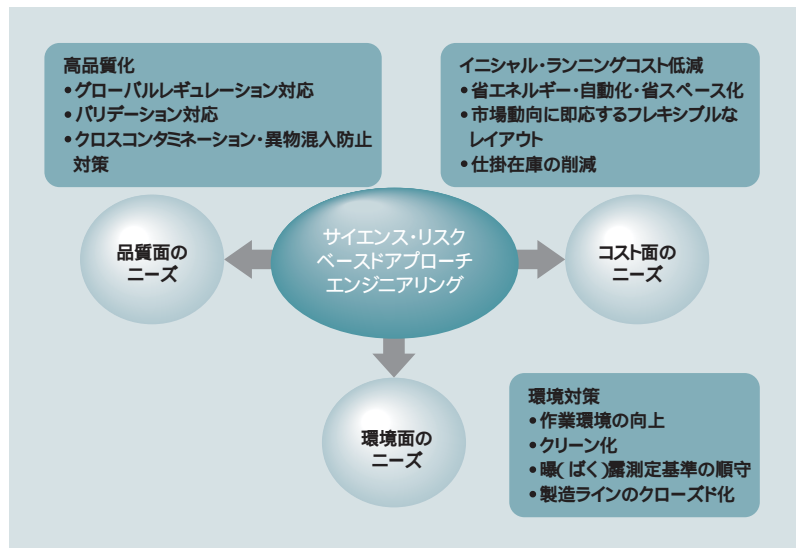 高品質化
•グローバルレギュレーション対応
•バリデーション対応
•クロスコンタミネーション・異物混入防止
対策
イニシャル・ランニングコスト低減
•省エネルギー・自動化・省スペース化
•市場動向に即応するフレキシブルな
レイアウト
•仕掛在庫の削減
品質面の
ニーズ
サイエンス・リスク
ベースドアプローチ
エンジニアリング
コスト面の
ニーズ
環境面の
ニーズ
環境対策
•作業環境の向上
•クリーン化
•曝(ばく)露測定基準の順守
•製造ラインのクローズド化